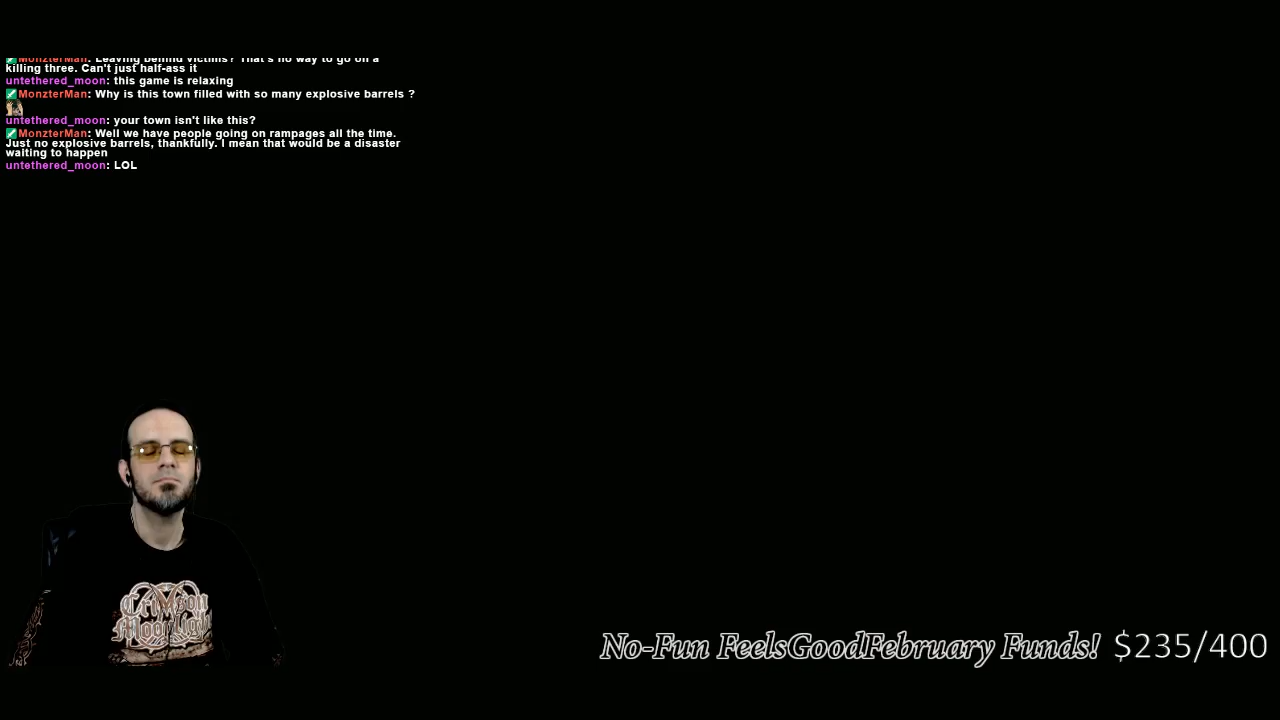 MonzterMan: Leaving behind victims? That's no way to go on a
killing three. Can't just half-ass it
untethered_moon: this game is relaxing
MonzterMan: Why is this town filled with so many explosive barrels ?
untethered_moon: your town isn't like this?
MonzterMan: Well we have people going on rampages all the time.
Just no explosive barrels, thankfully. I mean that would be a disaster
waiting to happen
untethered_moon: LOL
Crimson
Moonlight
No-Fun FeelsGoodFebruary Funds! $235/400